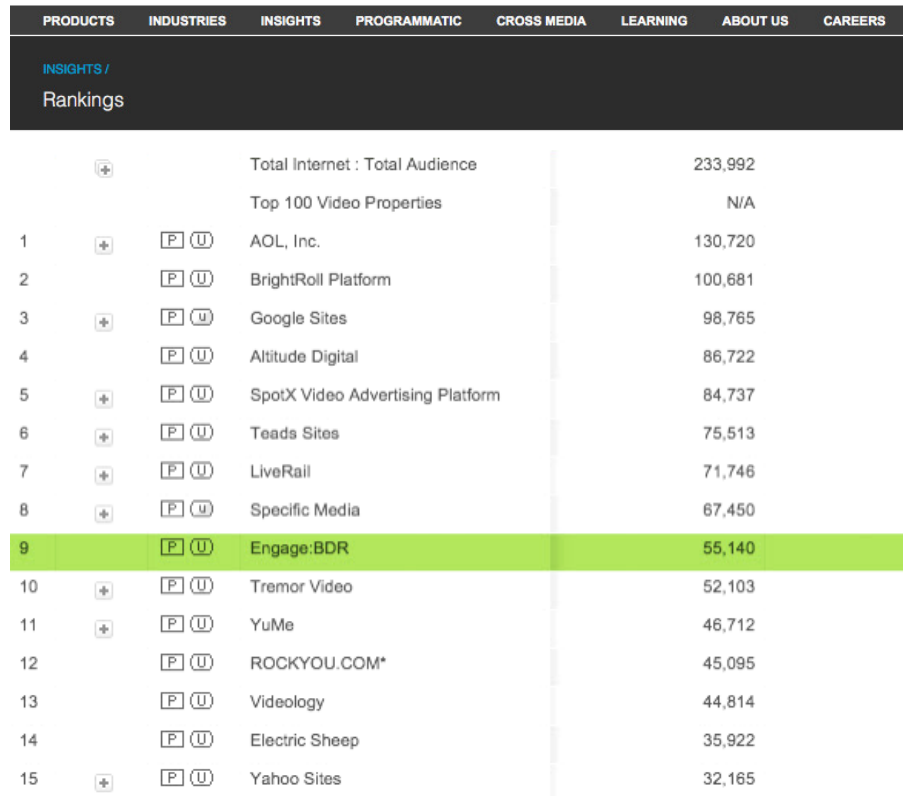 PRODUCTS INDUSTRIES INSIGHTS PROGRAMMATIC CROSS MEDIA LEARNING ABOUT US CAREERS
INSIGHTS /
Rankings
Total Internet : Total Audience 233,992
Top 100 Video Properties N/A
1 P U AOL, Inc. 130,720
2 P U BrightRoll Platform 100,681
3 P u Google Sites 98,765
4 P U Altitude Digital 86,722
5 P U SpotX Video Advertising Platform 84,737
6 P U Teads Sites 75,513
7 P U LiveRail 71,746
8 P u Specific Media 67,450
9 P U Engage:BDR 55,140
10 P U Tremor Video 52,103
11 P U YuMe 46,712
12 P U ROCKYOU.COM* 45,095
13 P U Videology 44,814
14 P U Electric Sheep 35,922
15 P U Yahoo Sites 32,165